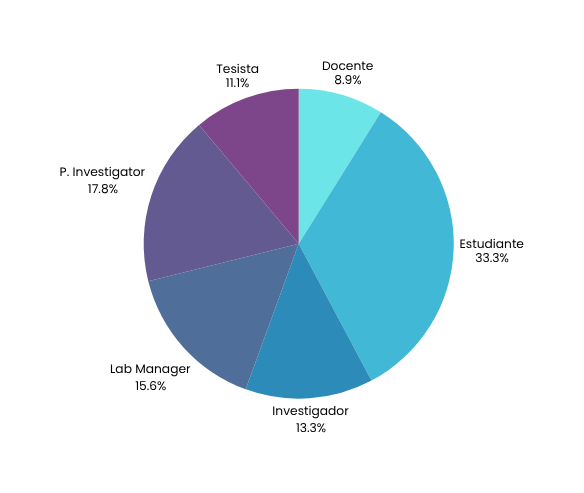 Docente
8.9%
Estudiante
33.3%
Investigador
13.3%
Lab Manager
15.6%
P. Investigator
17.8%
Tesista
11.1%